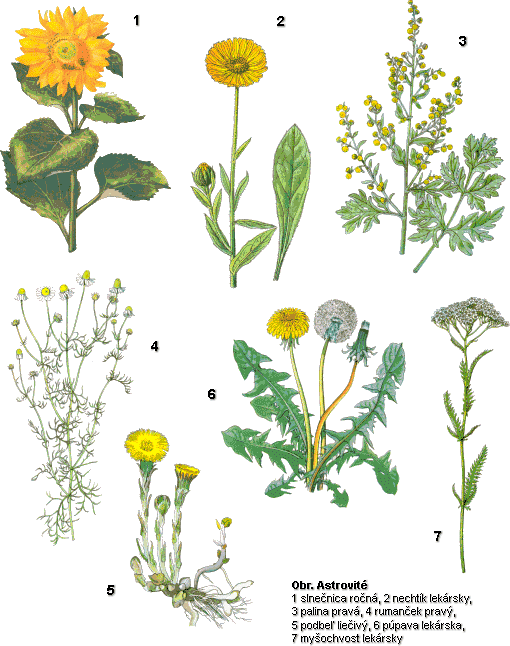 1
2
3
4
6
7
5
Obr. Astrovité
1 slnečnica ročná, 2 nechtík lekársky,
3 palina pravá, 4 rumanček pravý,
5 podbeľ liečivý, 6 púpava lekárska,
7 myšochvost lekársky